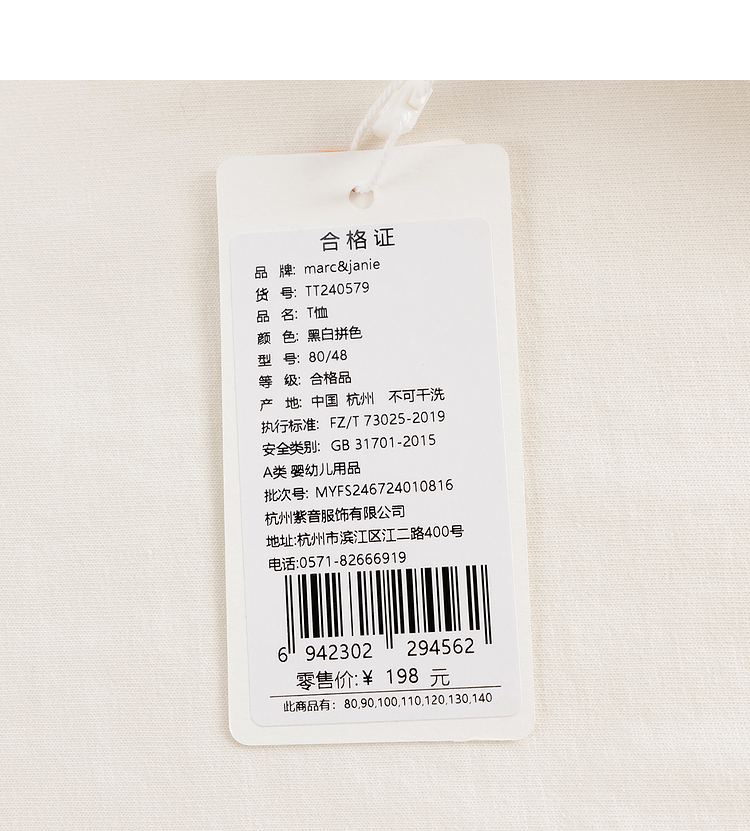 合格证
品 牌: marc&janie
货 号: TT240579
品 名: T恤
颜 色: 黑白拼色
型 号: 80/48
等 级: 合格品
产 地: 中国 杭州 不可干洗
执行标准: FZ/T 73025-2019
安全类别: GB 31701-2015
A类 婴幼儿用品
批次号: MYFS246724010816
杭州紫音服饰有限公司
地址:杭州市滨江区江二路400号
电话:0571-82666919
6 942302 294562
零售价:¥ 198 元
此商品有: 80,90,100,110,120,130,140